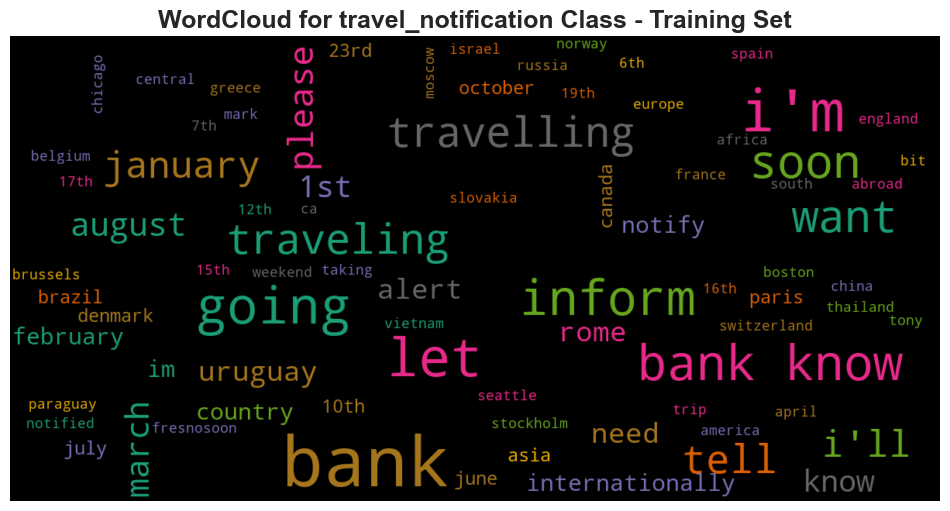 WordCloud for travel_notification Class - Training Set
chicago
central
greece
7th
mark
23rd
please
moscow
israel
norway
russia
6th
spain
october
19th
europe
i'm
england
travelling
africa
belgium
january
soon
bit
17th
1st
canada
france
south
abroad
slovakia
12th
ca
august
notify
want
traveling
brussels
15th
weekend
taking
boston
brazil
alert
16th
paris
china
denmark
going
inform
thailand
february
vietnam
rome
switzerland
tony
im
uruguay
let
bank know
paraguay
country
10th
seattle
trip
april
notified
march
fresnosoon
stockholm
need
america
i'll
july
bank
asia
tell
june
internationally
know